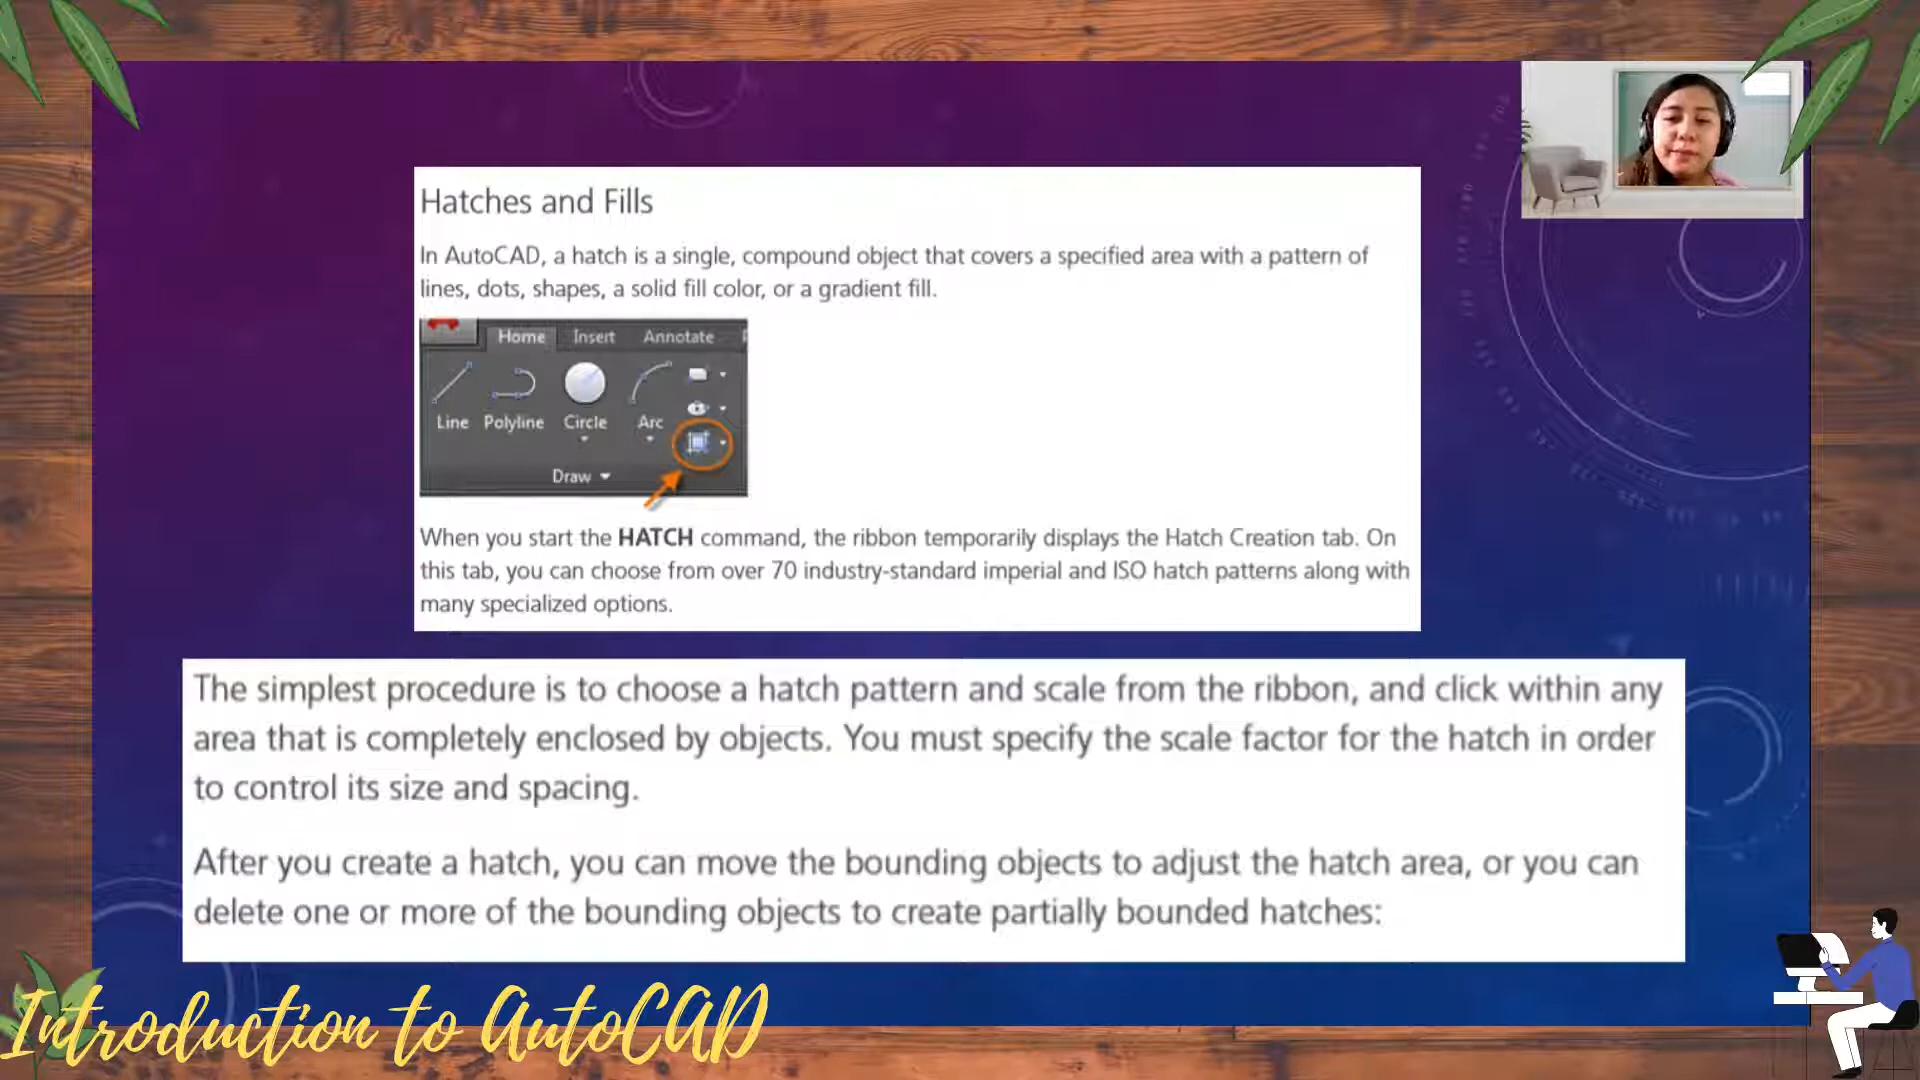 Hatches and Fills
In AutoCAD, a hatch is a single, compound object that covers a specified area with a pattern of
lines, dots, shapes, a solid fill color, or a gradient fill.
Home Insert Annotate
Line Polyline Circle Arc
Draw
When you start the HATCH command, the ribbon temporarily displays the Hatch Creation tab. On
this tab, you can choose from over 70 industry-standard imperial and ISO hatch patterns along with
many specialized options.
The simplest procedure is to choose a hatch pattern and scale from the ribbon, and click within any
area that is completely enclosed by objects. You must specify the scale factor for the hatch in order
to control its size and spacing.
After you create a hatch, you can move the bounding objects to adjust the hatch area, or you can
delete one or more of the bounding objects to create partially bounded hatches:
Introduction to AutoCAD